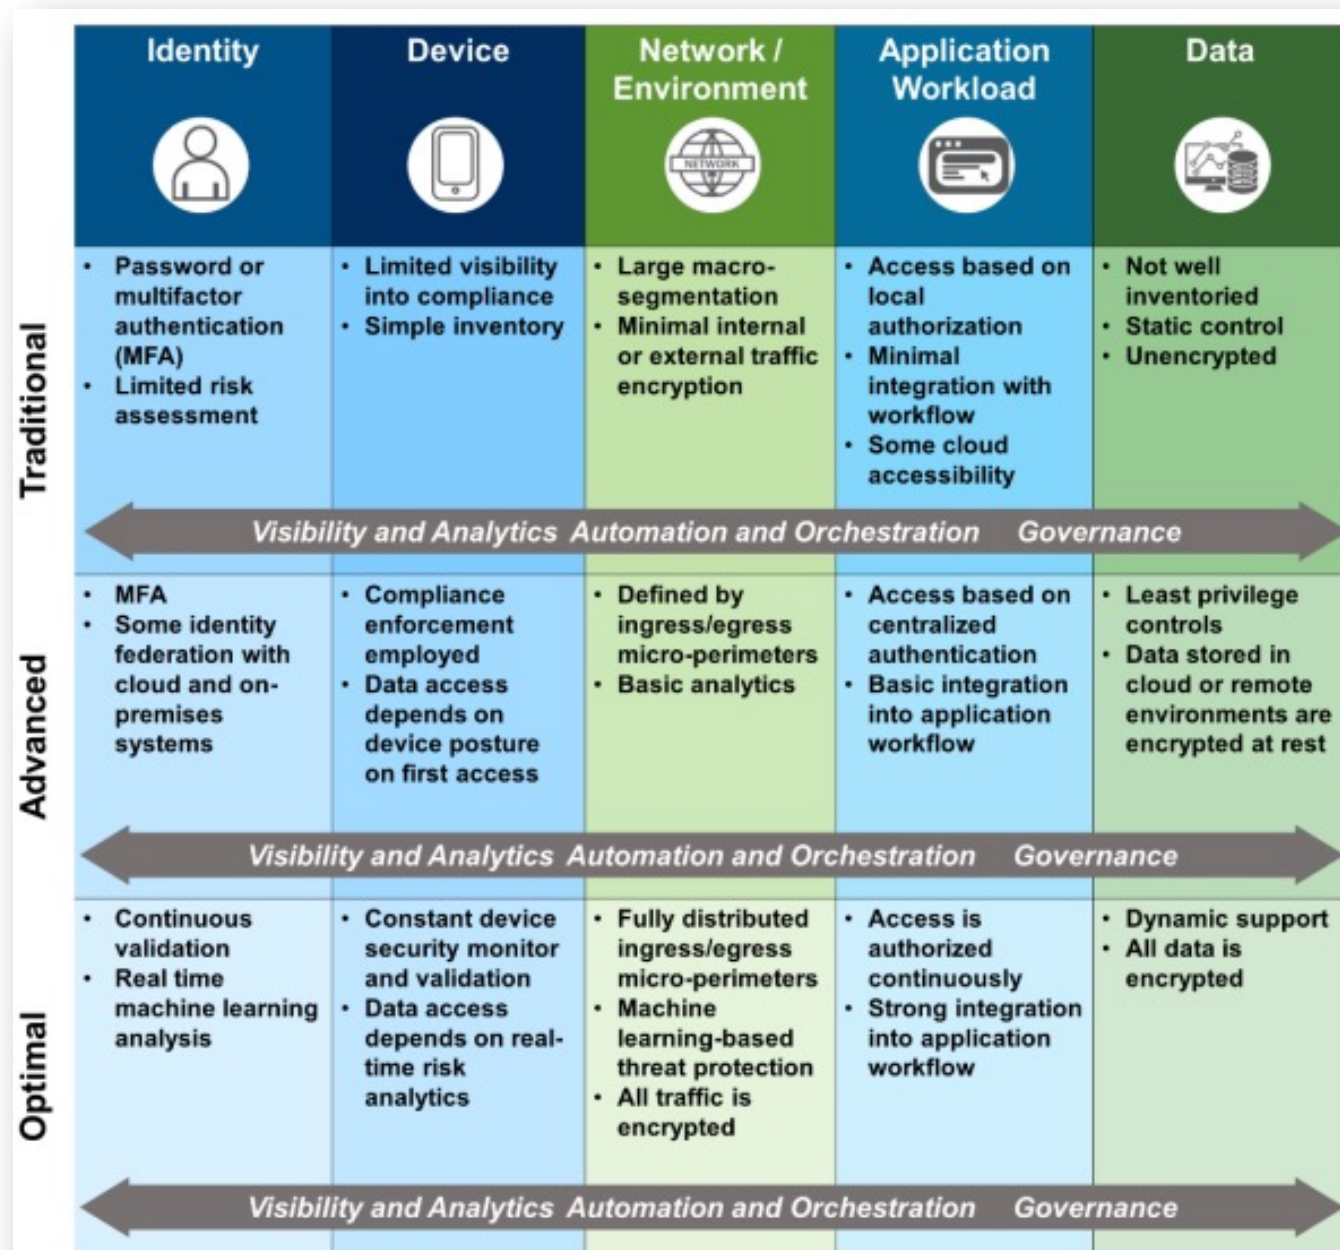 Identity
Device
Network /
Environment
NETWORK
Application
Workload
Data
Traditional
• Password or
multifactor
authentication
(MFA)
• Limited risk
assessment
• Limited visibility
into compliance
• Simple inventory
• Large macro-
segmentation
• Minimal internal
or external traffic
encryption
• Access based on
local
authorization
• Minimal
integration with
workflow
• Some cloud
accessibility
• Not well
inventoried
• Static control
• Unencrypted
Visibility and Analytics Automation and Orchestration Governance
Advanced
• MFA
• Some identity
federation with
cloud and on-
premises
systems
• Compliance
enforcement
employed
• Data access
depends on
device posture
on first access
• Defined by
ingress/egress
micro-perimeters
• Basic analytics
• Access based on
centralized
authentication
• Basic integration
into application
workflow
• Least privilege
controls
• Data stored in
cloud or remote
environments are
encrypted at rest
Visibility and Analytics Automation and Orchestration Governance
Optimal
• Continuous
validation
• Real time
machine learning
analysis
• Constant device
security monitor
and validation
• Data access
depends on real-
time risk
analytics
• Fully distributed
ingress/egress
micro-perimeters
• Machine
learning-based
threat protection
• All traffic is
encrypted
• Access is
authorized
continuously
• Strong integration
into application
workflow
• Dynamic support
• All data is
encrypted
Visibility and Analytics Automation and Orchestration Governance